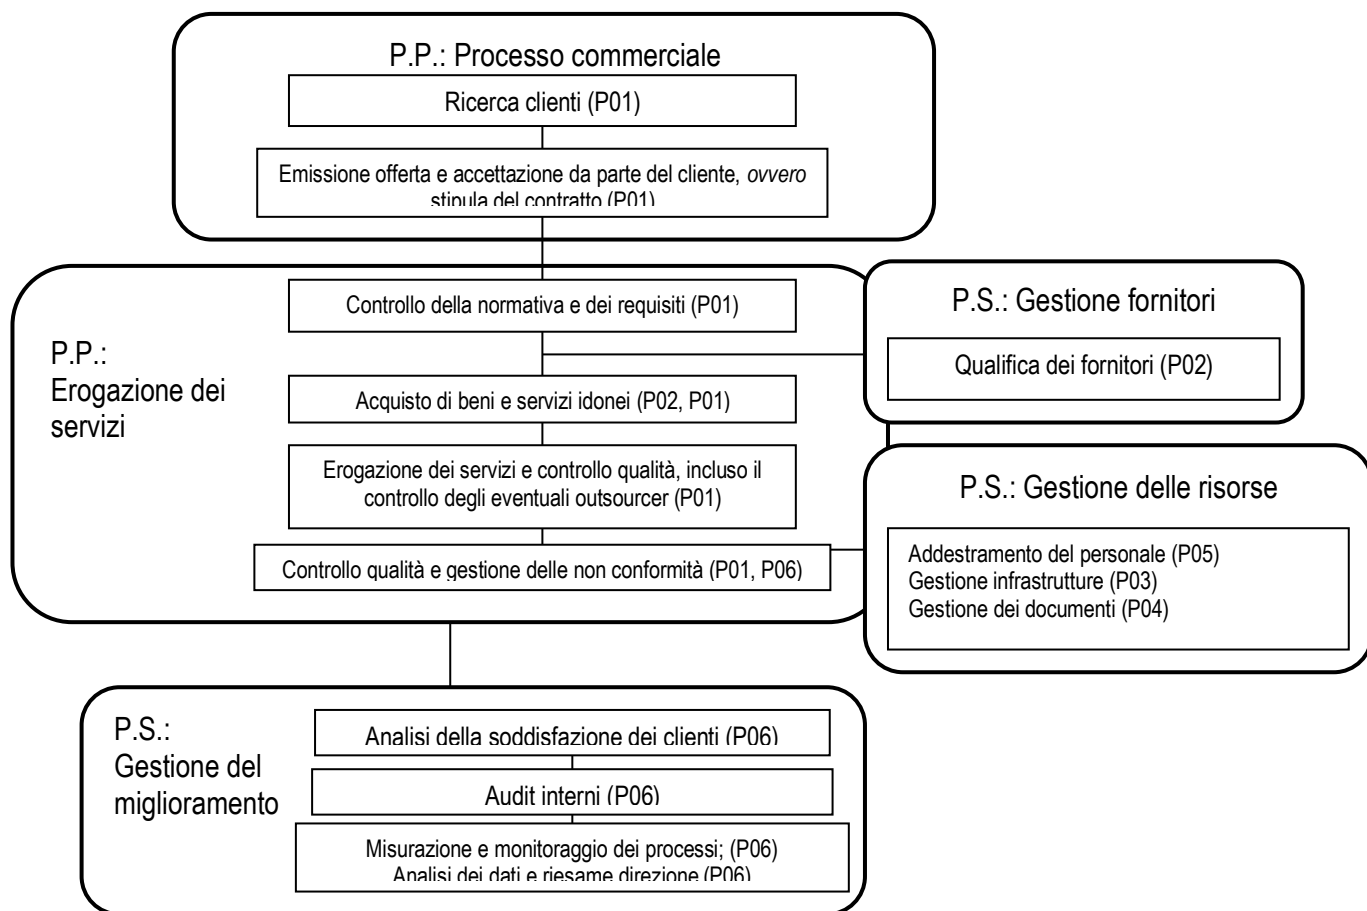 P.P.: Processo commerciale
Ricerca clienti (P01)
Emissione offerta e accettazione da parte del cliente, ovvero
stipula del contratto (P01)
P.P.:
Erogazione dei
servizi
Controllo della normativa e dei requisiti (P01)
Acquisto di beni e servizi idonei (P02, P01)
Erogazione dei servizi e controllo qualità, incluso il
controllo degli eventuali outsourcer (P01)
Controllo qualità e gestione delle non conformità (P01, P06)
P.S.: Gestione fornitori
Qualifica dei fornitori (P02)
P.S.: Gestione delle risorse
Addestramento del personale (P05)
Gestione infrastrutture (P03)
Gestione dei documenti (P04)
P.S.:
Gestione del
miglioramento
Analisi della soddisfazione dei clienti (P06)
Audit interni (P06)
Misurazione e monitoraggio dei processi; (P06)
Analisi dei dati e riesame direzione (P06)